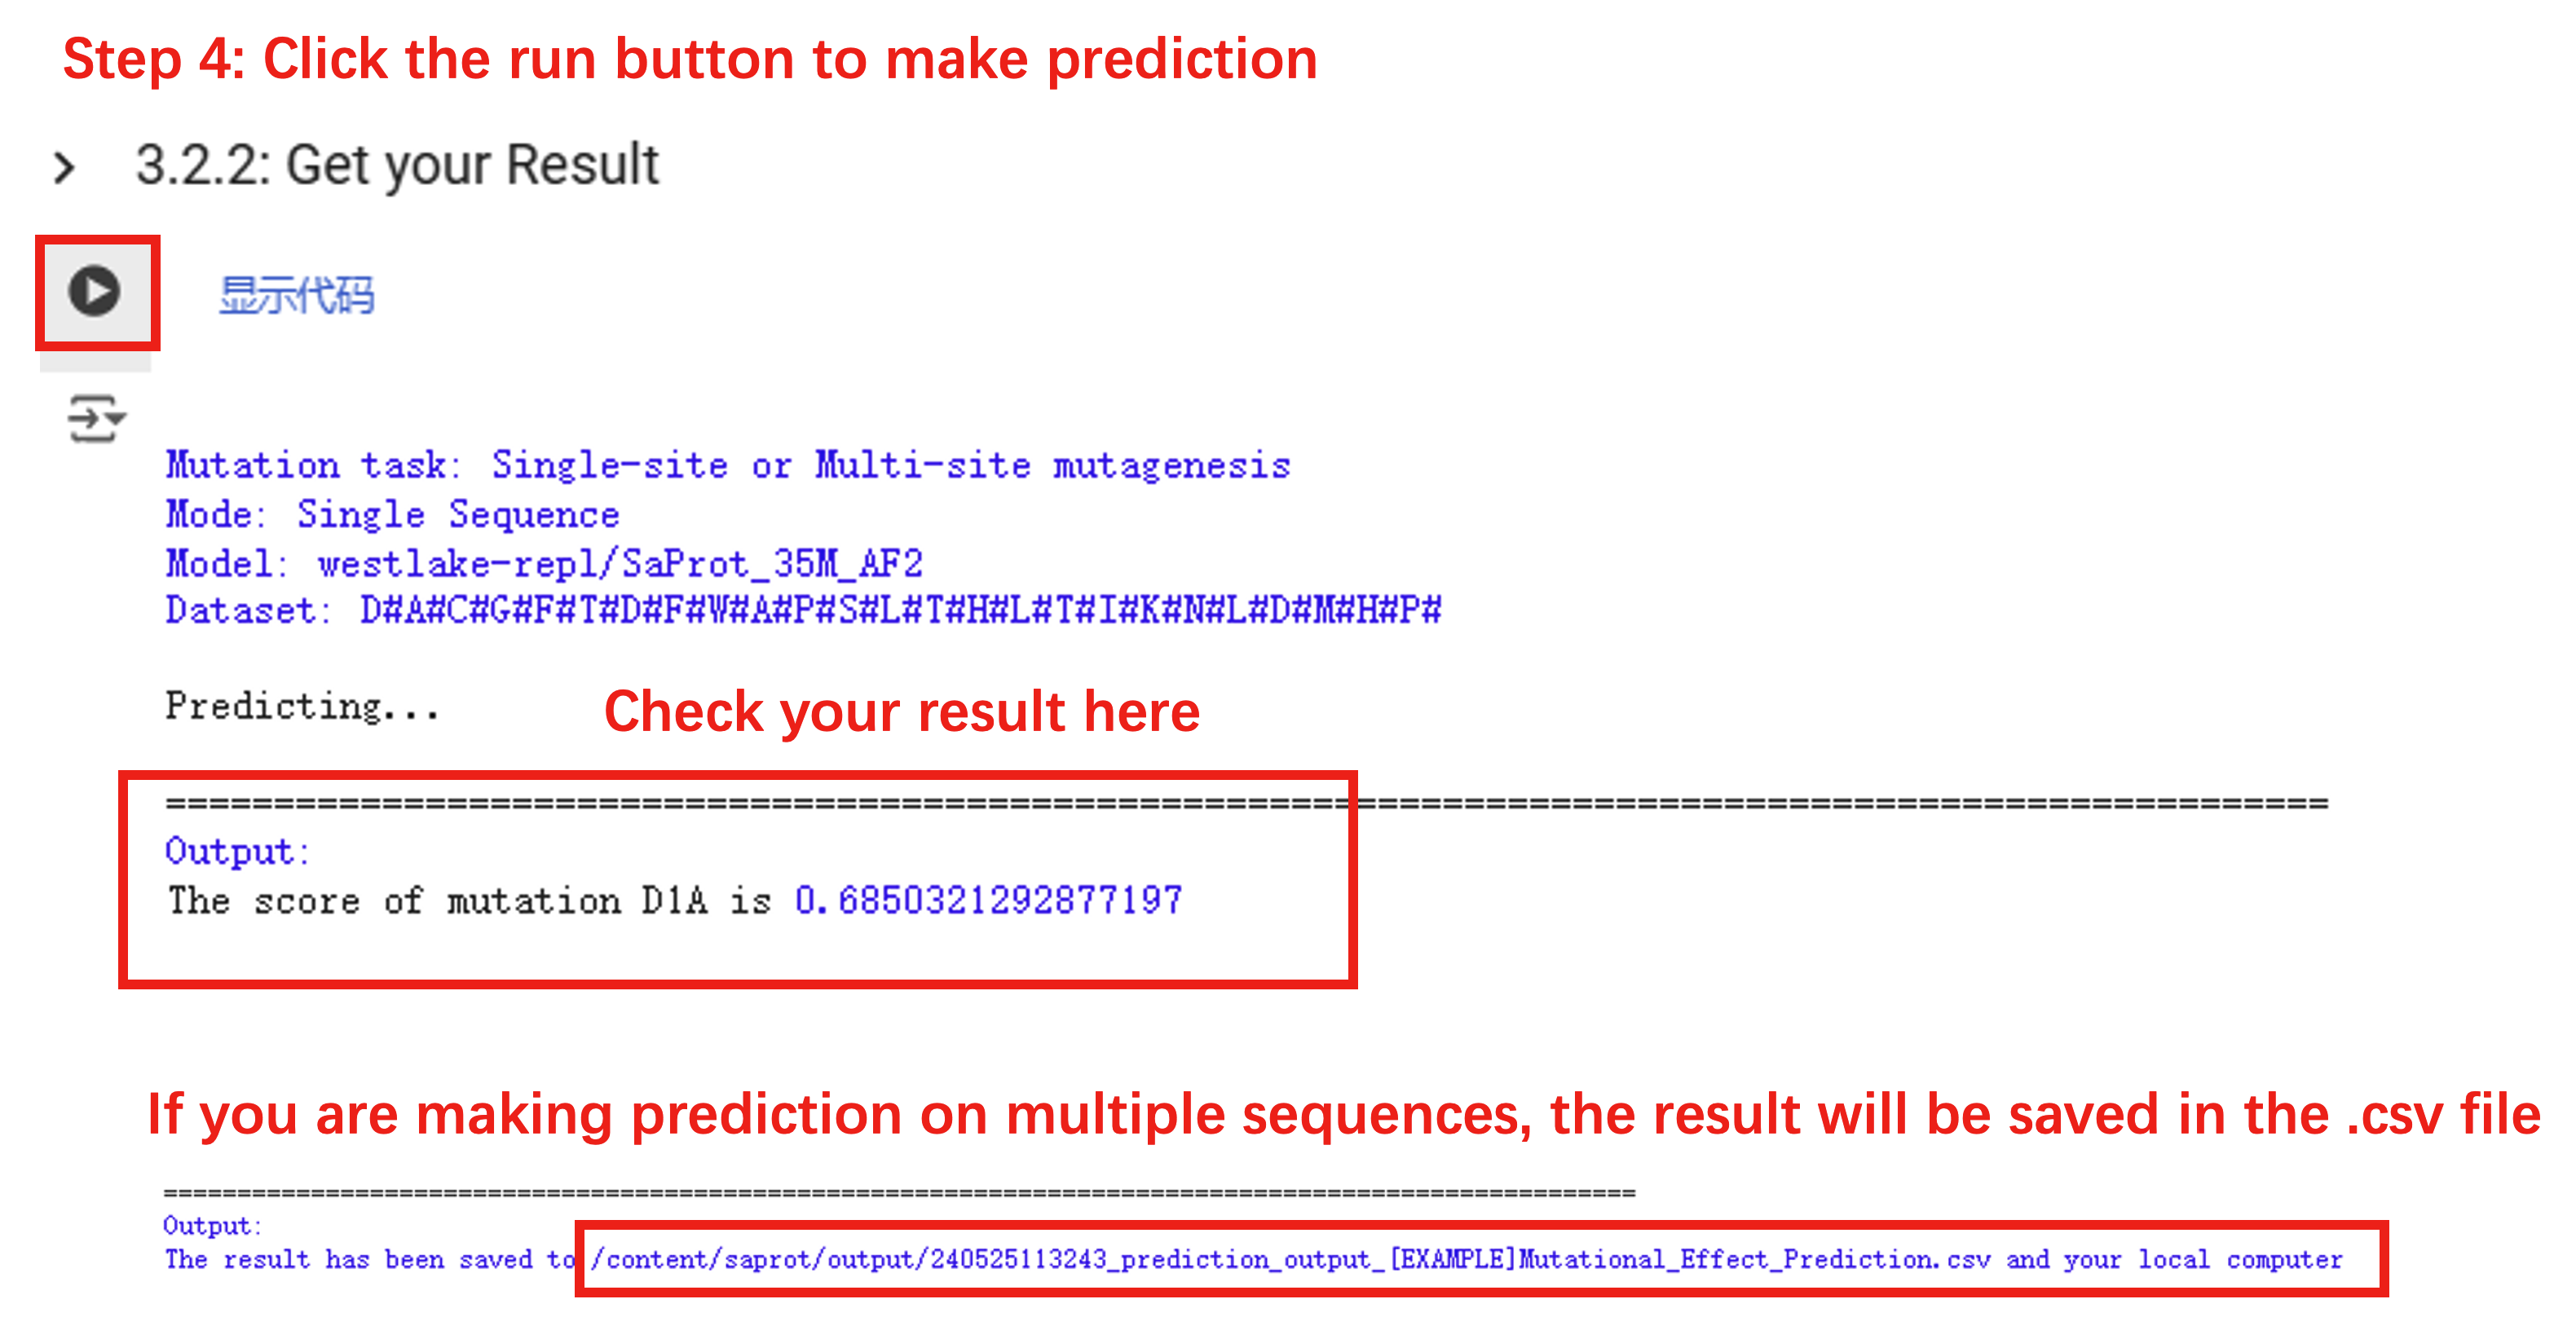 Step 4: Click the run button to make prediction
3.2.2: Get your Result
显示代码
Mutation task: Single-site or Multi-site mutagenesis
Mode: Single Sequence
Model: westlake-repl/SaProt_35M_AF2
Dataset: D#A#C#G#F#T#D#F#W#A#P#S#L#T#H#L#T#I#K#N#L#D#M#H#P#
Predicting...
Check your result here
====================================================================================================
Output:
The score of mutation D1A is 0.6850321292877197
If you are making prediction on multiple sequences, the result will be saved in the .csv file
====================================================================================================
Output:
The result has been saved to /content/saprot/output/240525113243_prediction_output_[EXAMPLE]Mutational_Effect_Prediction.csv and your local computer